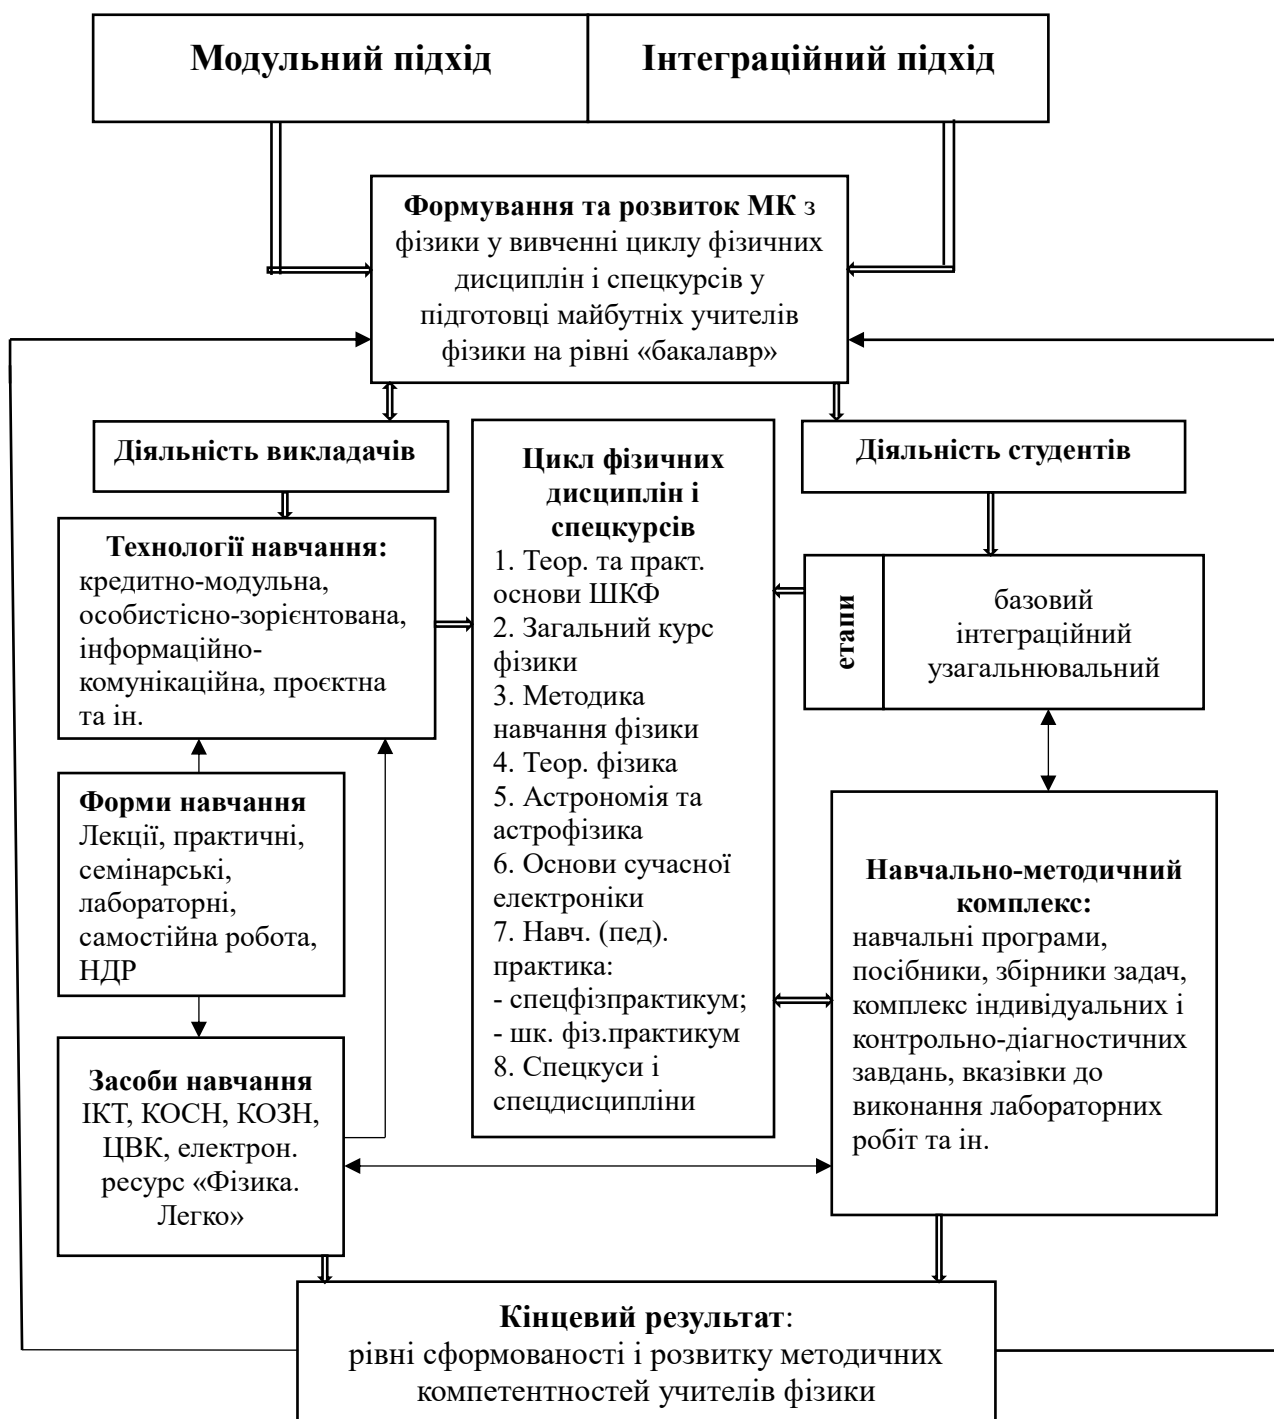 Модульний підхід
Інтеграційний підхід
Формування та розвиток МК з
фізики у вивченні циклу фізичних
дисциплін і спецкурсів у
підготовці майбутніх учителів
фізики на рівні «бакалавр»
Діяльність викладачів
Технології навчання:
кредитно-модульна,
особистісно-зорієнтована,
інформаційно-
комунікаційна, проєктна
та ін.
Форми навчання
Лекції, практичні,
семінарські,
лабораторні,
самостійна робота,
НДР
Засоби навчання
ІКТ, КОСН, КОЗН,
ЦВК, електрон.
ресурс «Фізика.
Легко»
Цикл фізичних
дисциплін і
спецкурсів
1. Теор. та практ.
основи ШКФ
2. Загальний курс
фізики
3. Методика
навчання фізики
4. Теор. фізика
5. Астрономія та
астрофізика
6. Основи сучасної
електроніки
7. Навч. (пед).
практика:
- спецфізпрактикум;
- шк. фіз.практикум
8. Спецкуси і
спецдисципліни
Діяльність студентів
етапи
базовий
інтеграційний
узагальнювальний
Навчально-методичний
комплекс:
навчальні програми,
посібники, збірники задач,
комплекс індивідуальних і
контрольно-діагностичних
завдань, вказівки до
виконання лабораторних
робіт та ін.
Кінцевий результат:
рівні сформованості і розвитку методичних
компетентностей учителів фізики